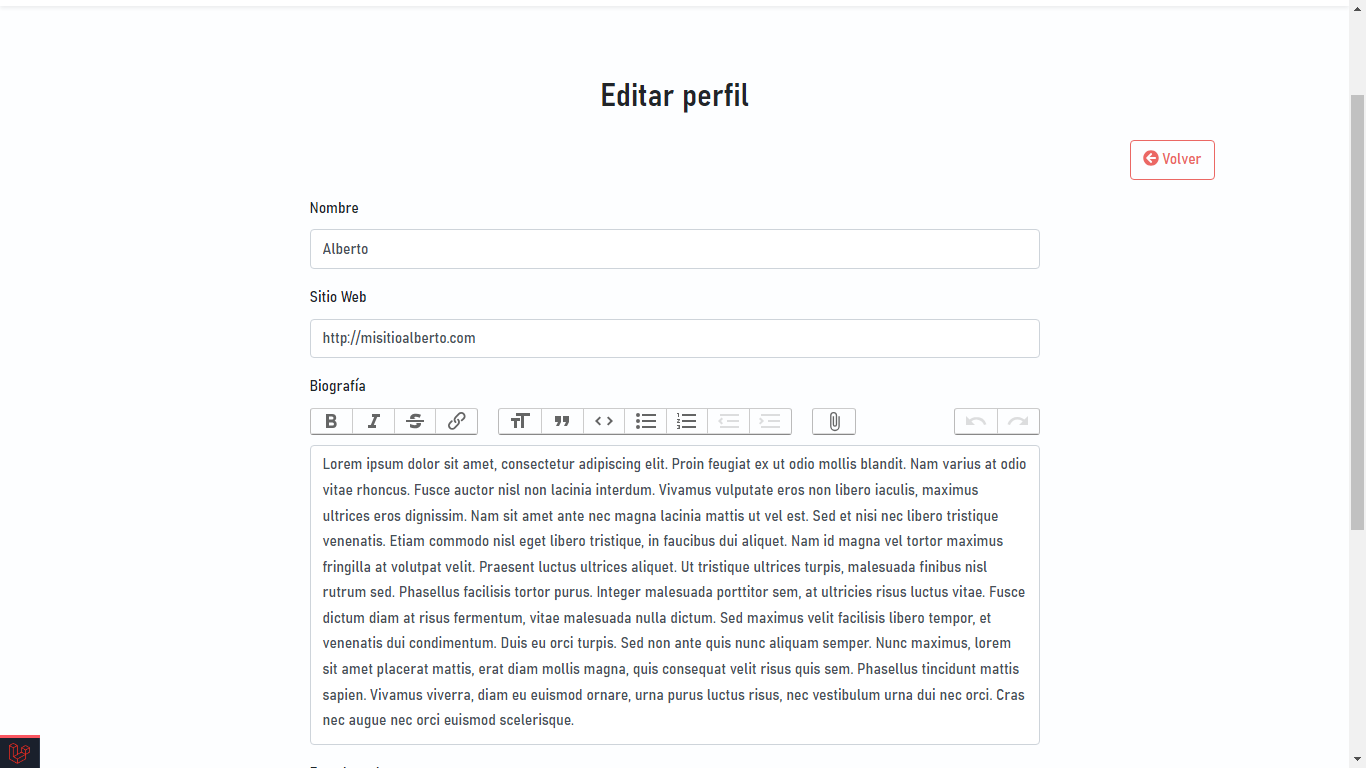 Editar perfil
Volver
Nombre
Alberto
Sitio Web
http://misitioalberto.com
Biografía
Lorem ipsum dolor sit amet, consectetur adipiscing elit. Proin feugiat ex ut odio mollis blandit. Nam varius at odio
vitae rhoncus. Fusce auctor nisl non lacinia interdum. Vivamus vulputate eros non libero iaculis, maximus
ultrices eros dignissim. Nam sit amet ante nec magna lacinia mattis ut vel est. Sed et nisi nec libero tristique
venenatis. Etiam commodo nisl eget libero tristique, in faucibus dui aliquet. Nam id magna vel tortor maximus
fringilla at volutpat velit. Praesent luctus ultrices aliquet. Ut tristique ultrices turpis, malesuada finibus nisl
rutrum sed. Phasellus facilisis tortor purus. Integer malesuada porttitor sem, at ultricies risus luctus vitae. Fusce
dictum diam at risus fermentum, vitae malesuada nulla dictum. Sed maximus velit facilisis libero tempor, et
venenatis dui condimentum. Duis eu orci turpis. Sed non ante quis nunc aliquam semper. Nunc maximus, lorem
sit amet placerat mattis, erat diam mollis magna, quis consequat velit risus quis sem. Phasellus tincidunt mattis
sapien. Vivamus viverra, diam eu euismod ornare, urna purus luctus risus, nec vestibulum urna dui nec orci. Cras
nec augue nec orci euismod scelerisque.